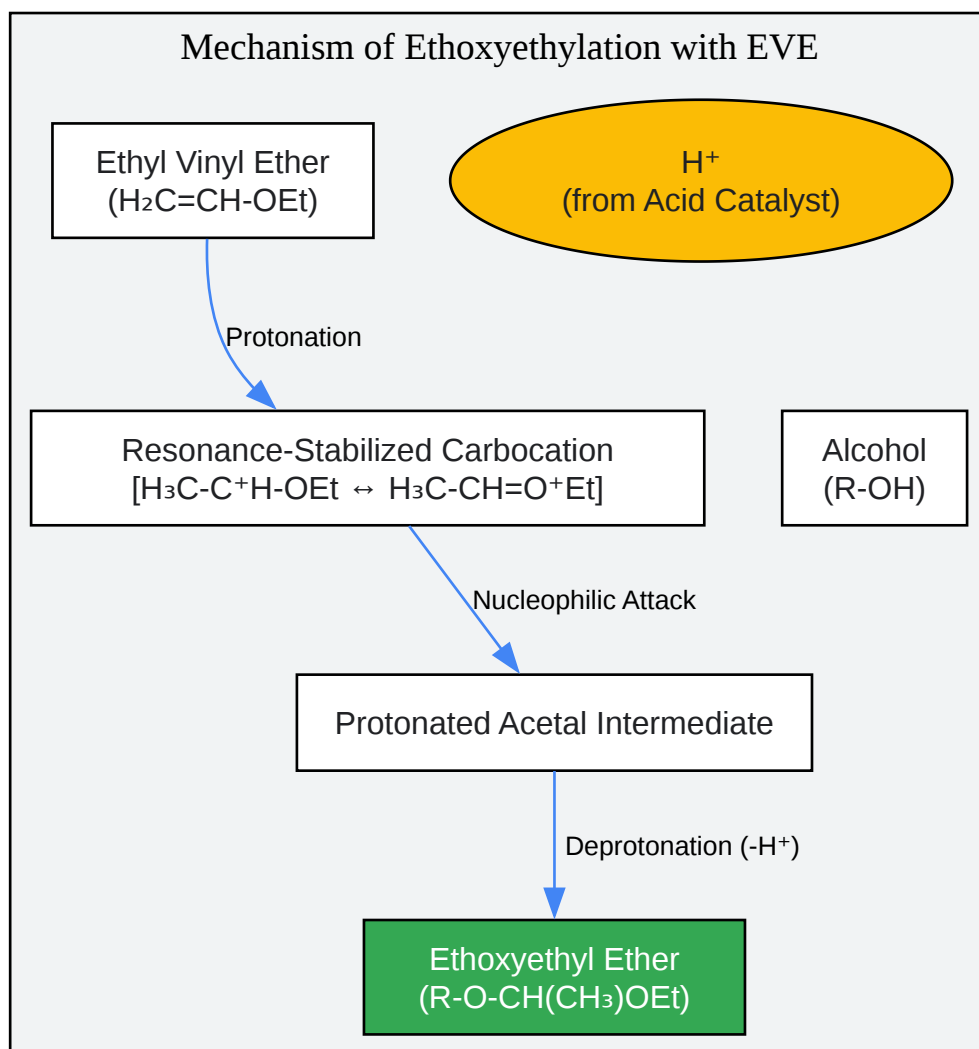 Mechanism of Ethoxyethylation with EVE
Ethyl Vinyl Ether
(H₂C=CH-OEt)
H⁺
(from Acid Catalyst)
Protonation
Resonance-Stabilized Carbocation
[H₃C-C⁺H-OEt ↔ H₃C-CH=O⁺Et]
Alcohol
(R-OH)
Nucleophilic Attack
Protonated Acetal Intermediate
Deprotonation (-H⁺)
Ethoxyethyl Ether
(R-O-CH(CH₃)OEt)